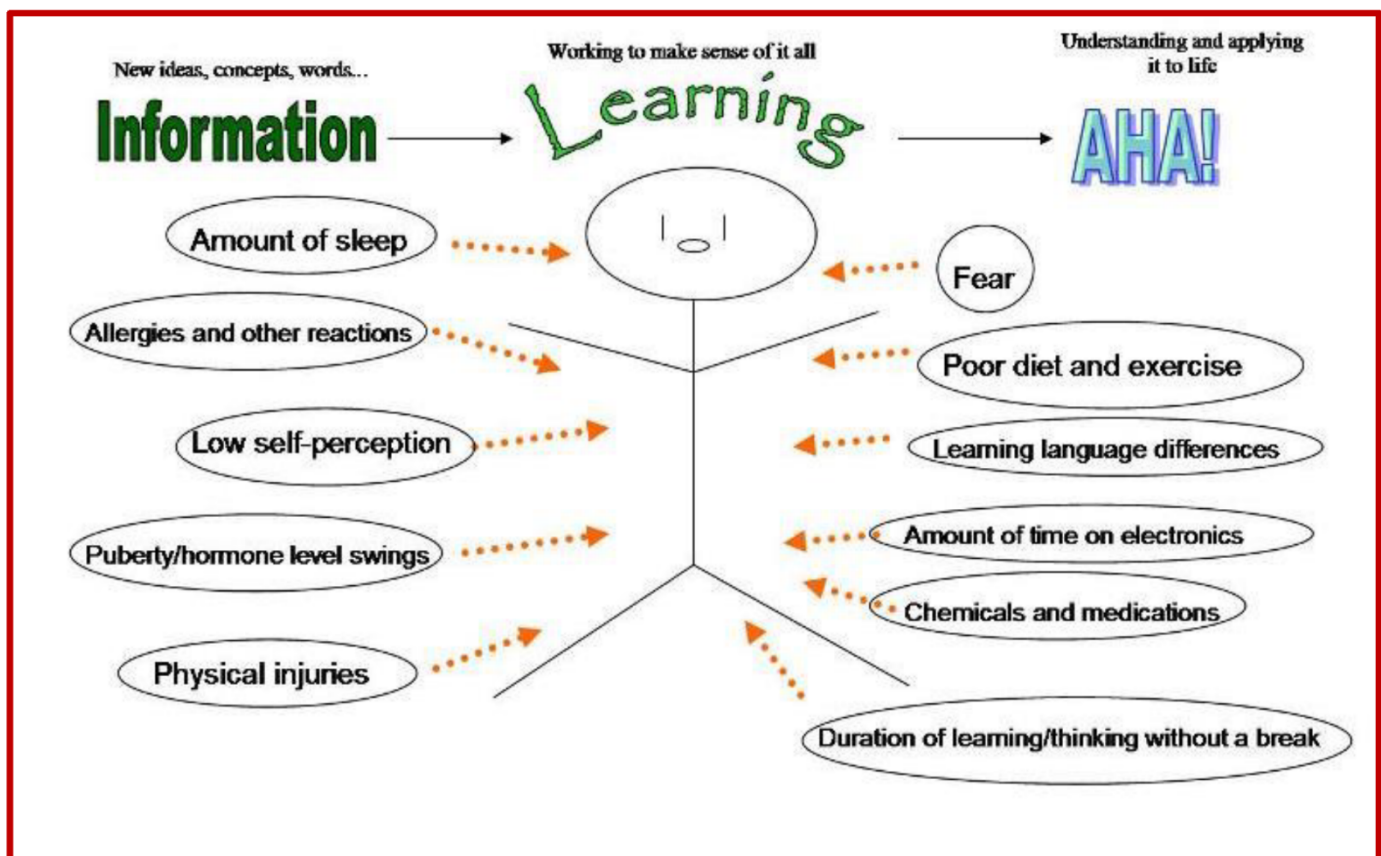 New ideas, concepts, words...
Information
Working to make sense of it all
Learning
Understanding and applying
it to life
AHA!
Amount of sleep
Fear
Allergies and other reactions
Poor diet and exercise
Low self-perception
Learning language differences
Puberty/hormone level swings
Amount of time on electronics
Chemicals and medications
Physical injuries
Duration of learning/thinking without a break